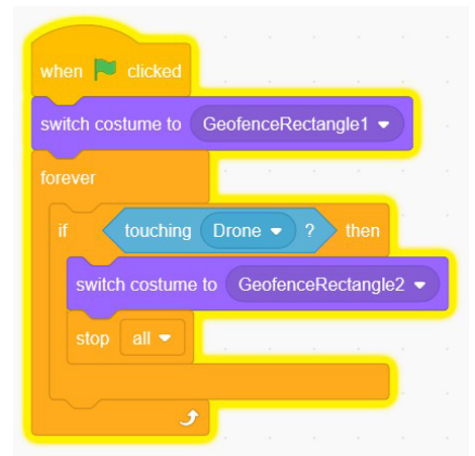 when clicked
switch costume to GeofenceRectangle1
forever
if touching Drone ? then
switch costume to GeofenceRectangle2
stop all